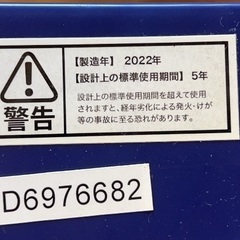 【製造年】 2022年
【設計上の標準使用期間】 5年
設計上の標準使用期間を超えて使用
されますと、経年劣化による発火・けが
等の事故に至る恐れがあります。
警告
D6976682